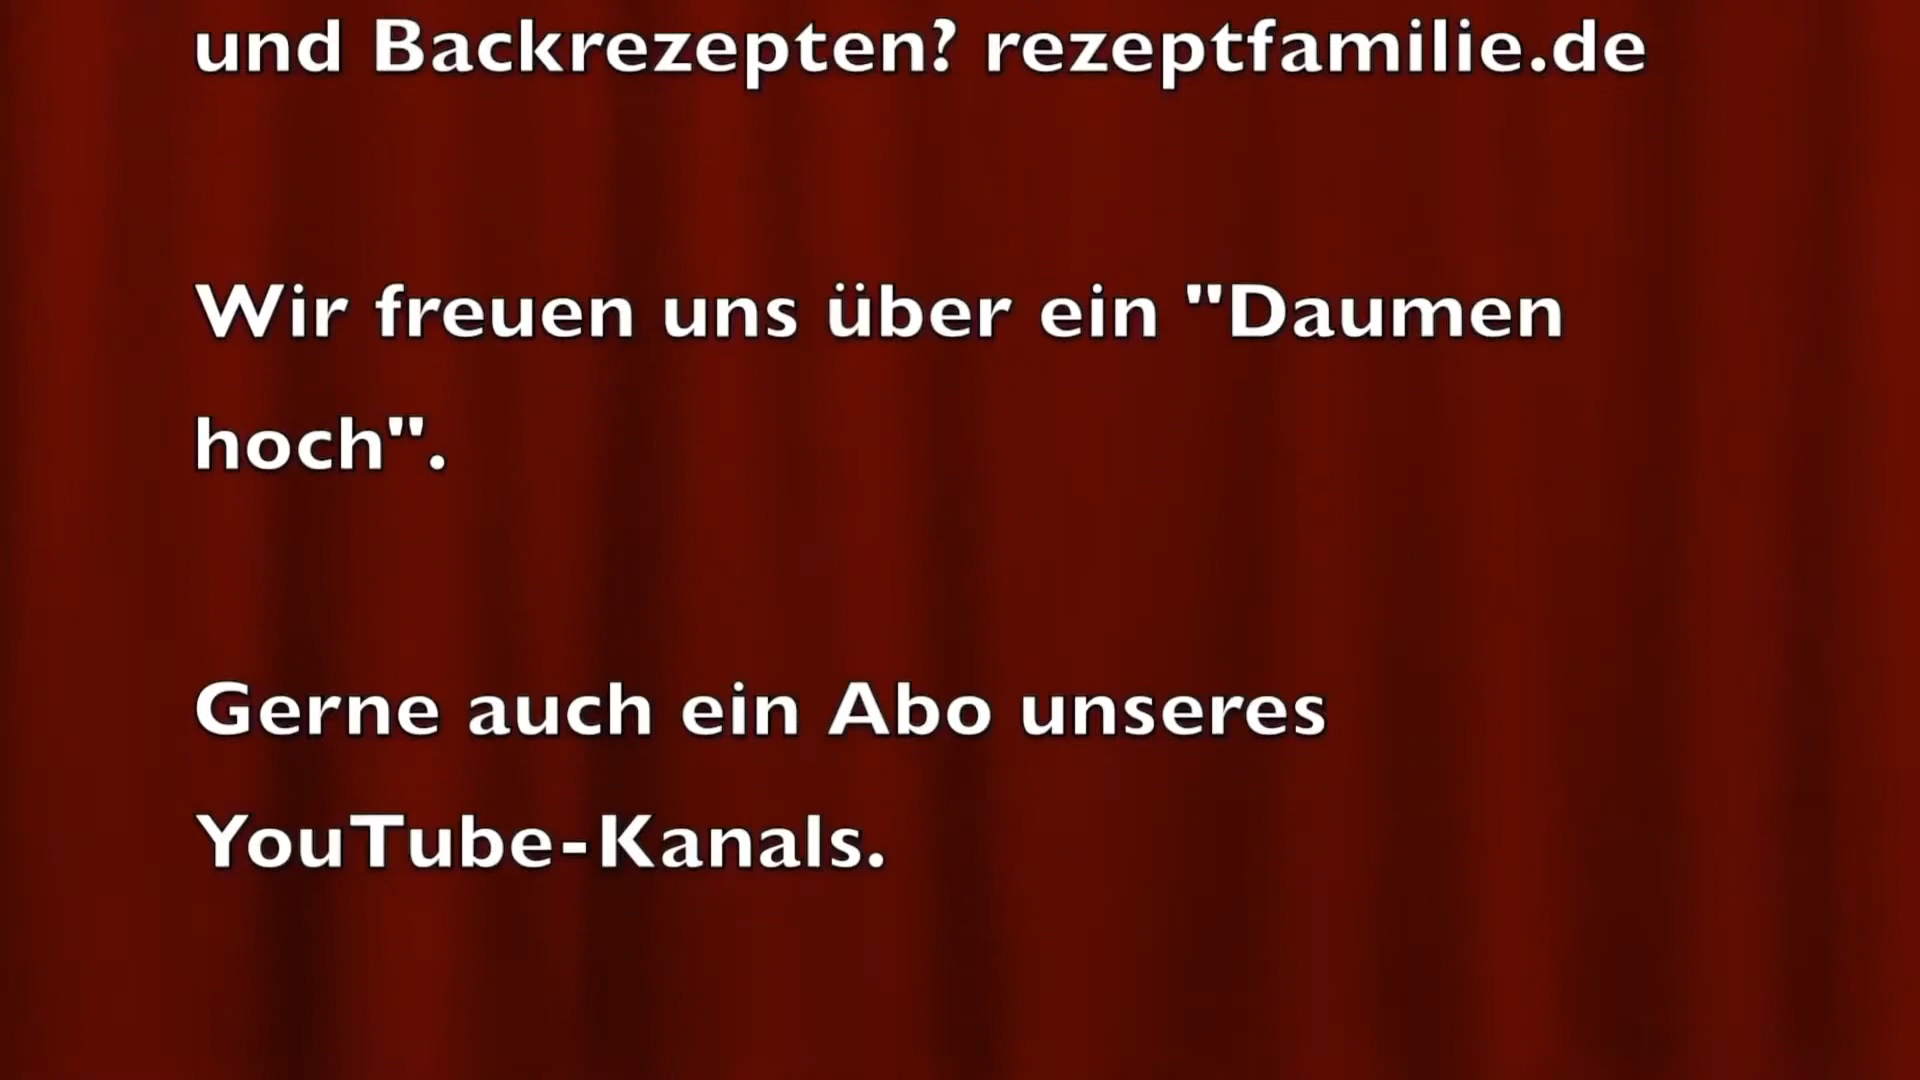 und Backrezepten? rezeptfamilie.de
Wir freuen uns über ein "Daumen
hoch".
Gerne auch ein Abo unseres
YouTube-Kanals.